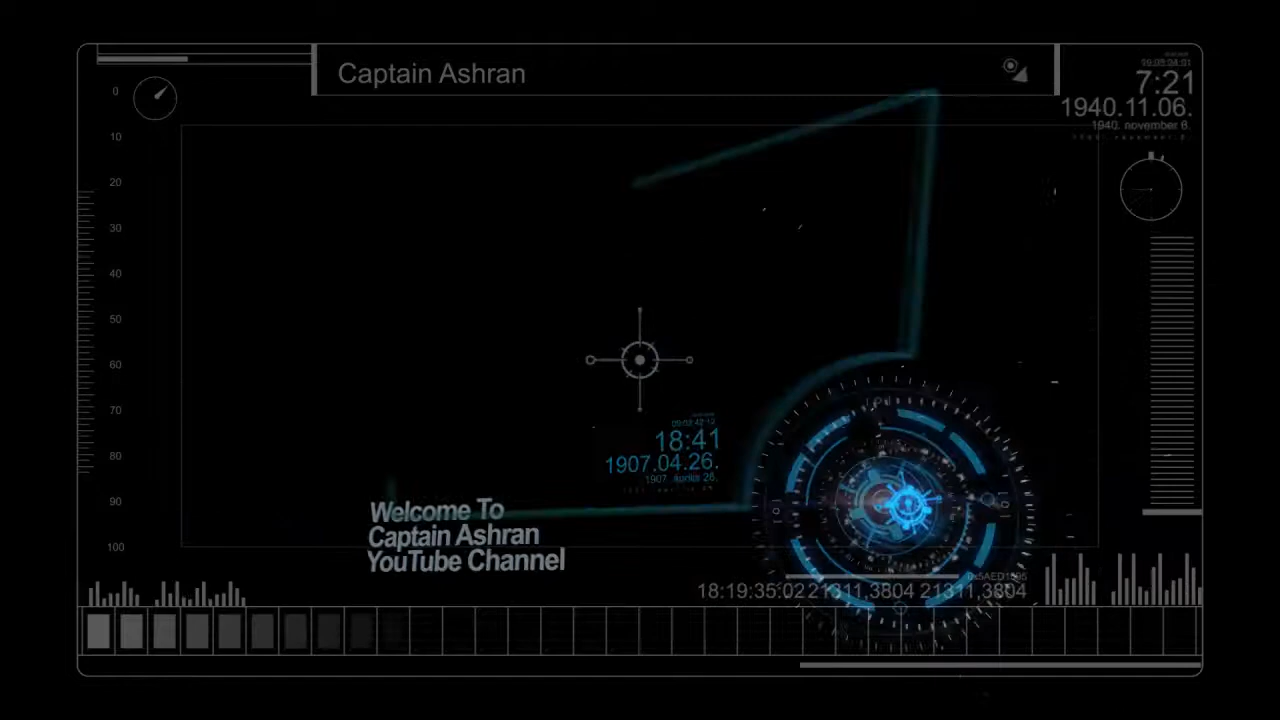 Captain Ashran
7:21
1940.11.06.
1940. november 6.
0
10
20
30
40
50
60
70
80
90
100
18:41
1907.04.26.
Welcome To
Captain Ashran
YouTube Channel
18:19:35:02 21311,3804 21311,3804